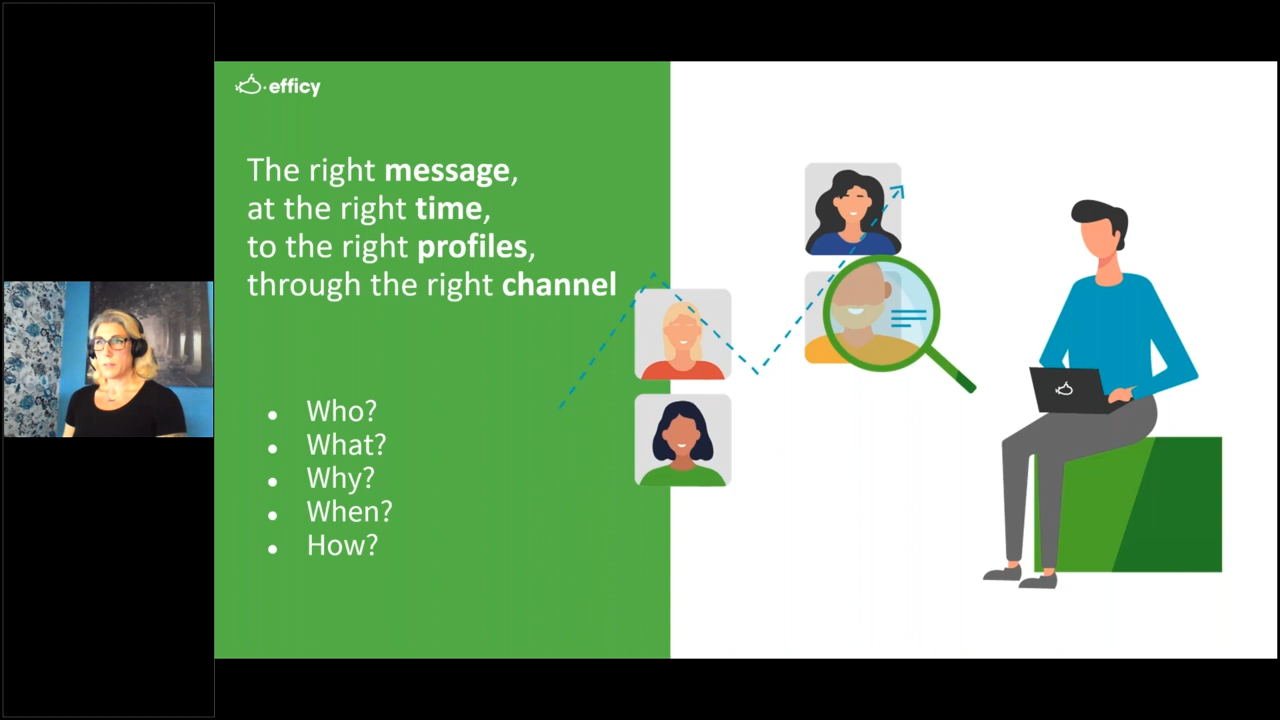 efficy
The right message,
at the right time,
to the right profiles,
through the right channel
• Who?
• What?
• Why?
• When?
• How?